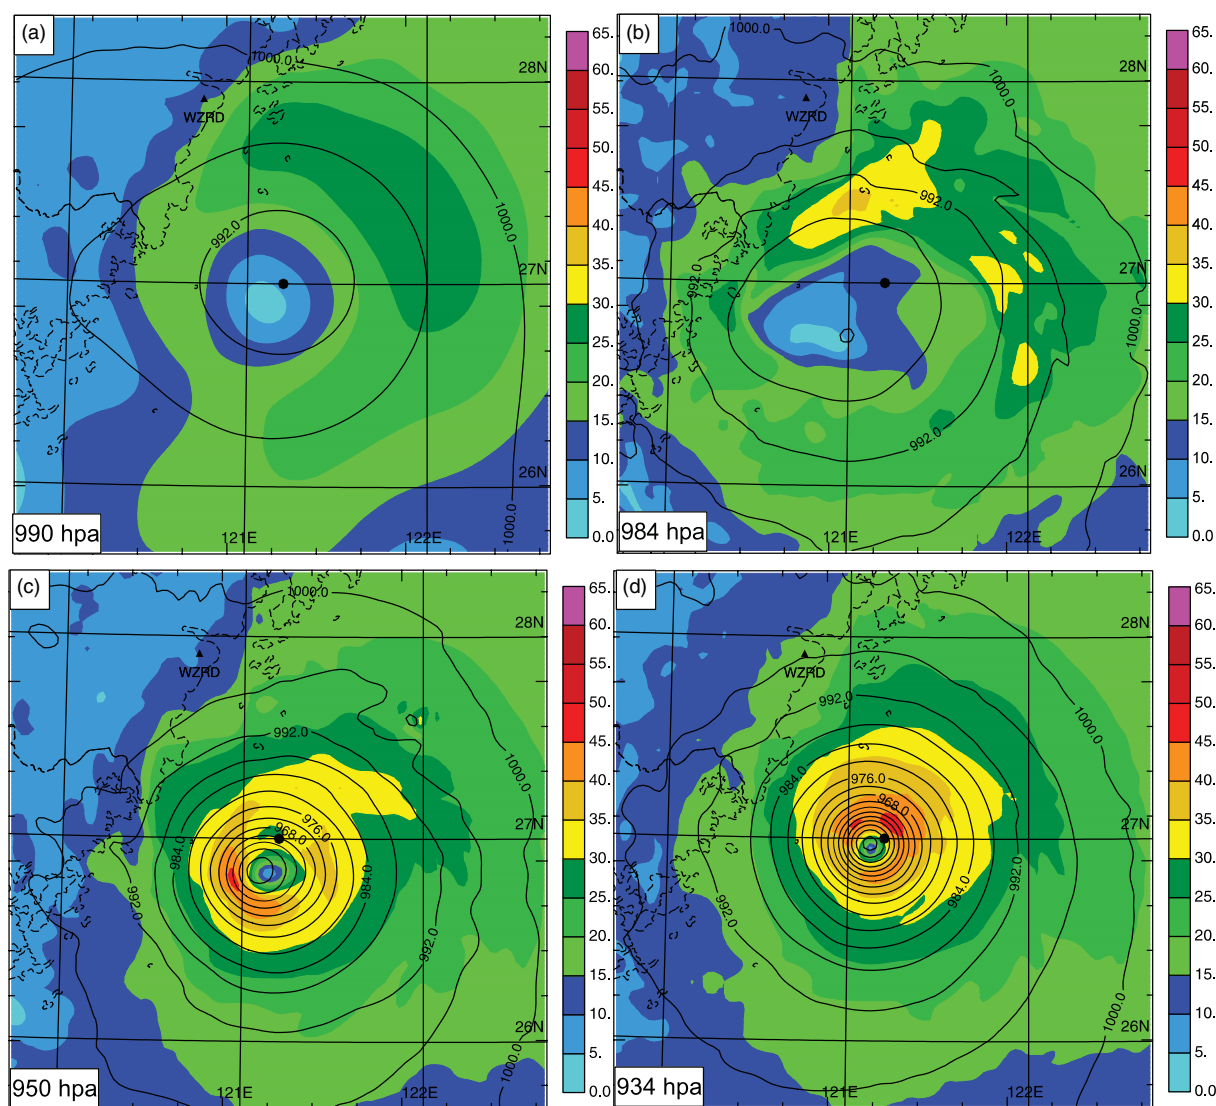 (a)
1000.0
28N
WZRD
992.0
1000.0
27N
26N
1000.0
990 hpa
121E
122E
65.
60.
55.
50.
45.
40.
35.
30.
25.
20.
15.
10.
5.
0.0
(b)
1000.0
1000.0
28N
WZRD
992.0
992.0
27N
1000.0
992.0
26N
984 hpa
121E
122E
65.
60.
55.
50.
45.
40.
35.
30.
25.
20.
15.
10.
5.
0.0
(c)
1000.0
28N
WZRD
992.0
1000.0
976.0
968.0
27N
984.0
984.0
992.0
992.0
26N
1000.0
950 hpa
121E
122E
65.
60.
55.
50.
45.
40.
35.
30.
25.
20.
15.
10.
5.
0.0
(d)
28N
WZRD
992.0
1000.0
984.0
976.0
968.0
27N
992.0
984.0
992.0
1000.0
26N
934 hpa
121E
122E
65.
60.
55.
50.
45.
40.
35.
30.
25.
20.
15.
10.
5.
0.0